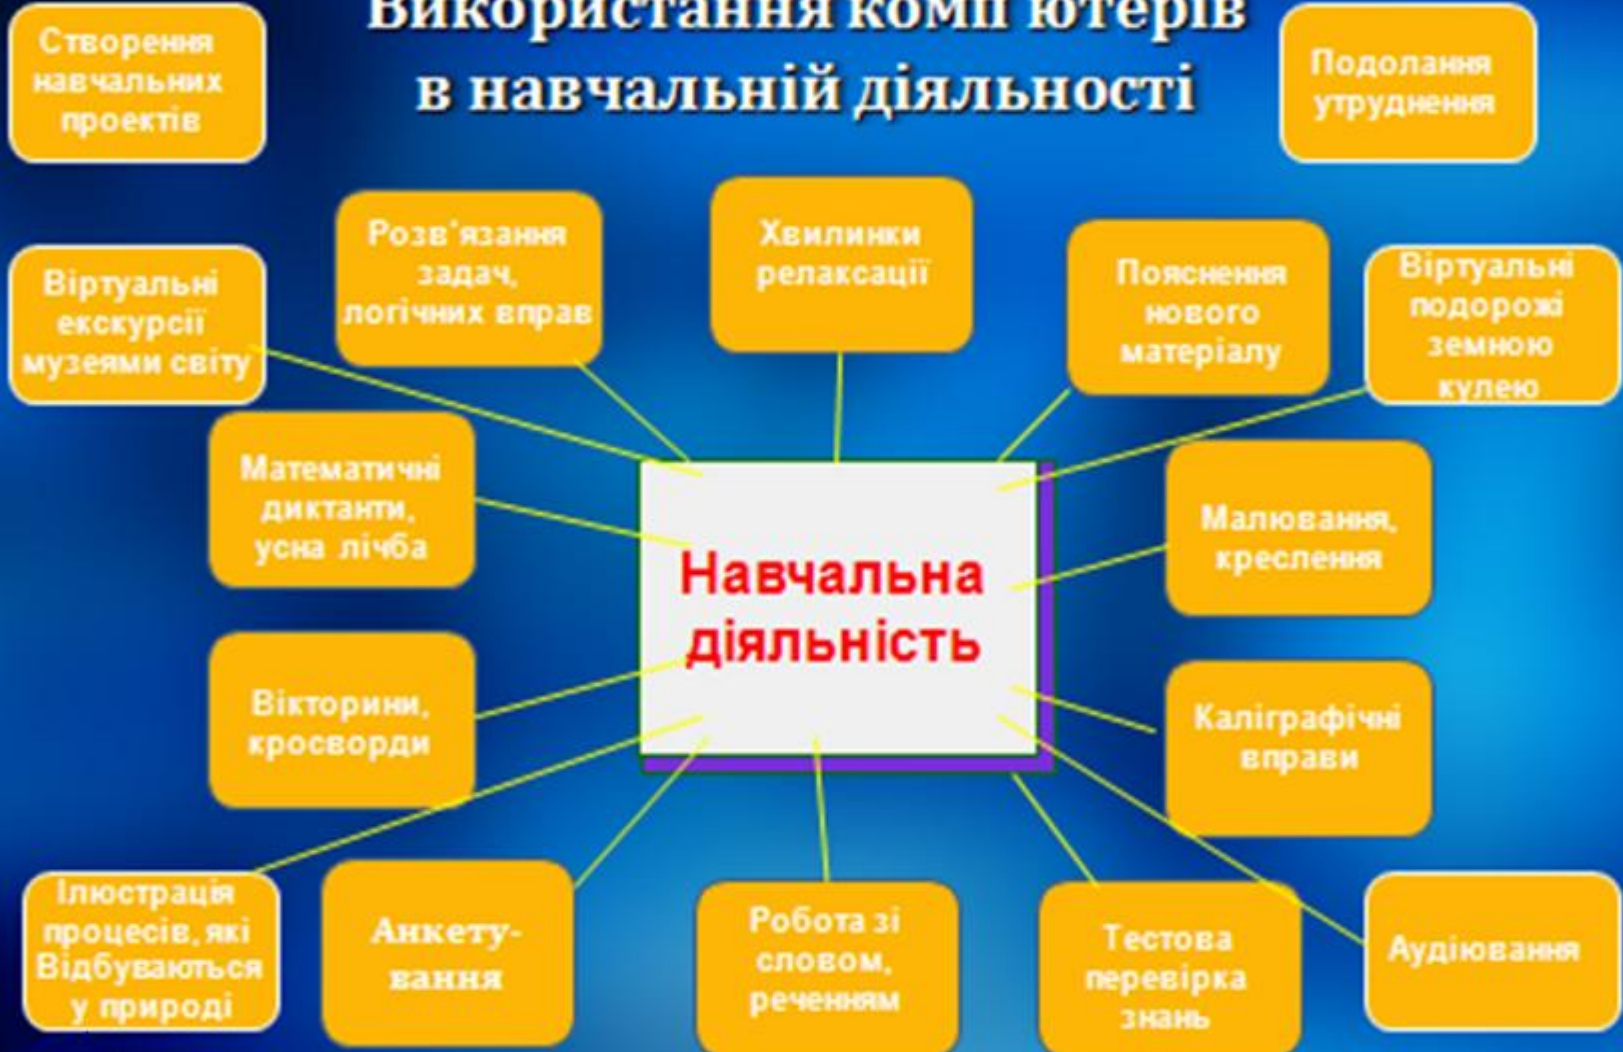 Використання комп'ютерів
в навчальній діяльності
Створення
навчальних
проектів
Подолання
утруднення
Розв'язання
задач,
логічних вправ
Хвилинки
релаксації
Пояснення
нового
матеріалу
Віртуальні
екскурсії
музеями світу
Віртуальні
подорожі
земною
кулею
Математичні
диктанти,
усна лічба
Малювання,
креслення
Навчальна
діяльність
Вікторини,
кросворди
Каліграфічні
вправи
Ілюстрація
процесів, які
Відбуваються
у природі
Анкету-
вання
Робота зі
словом,
реченням
Тестова
перевірка
знань
Аудіювання